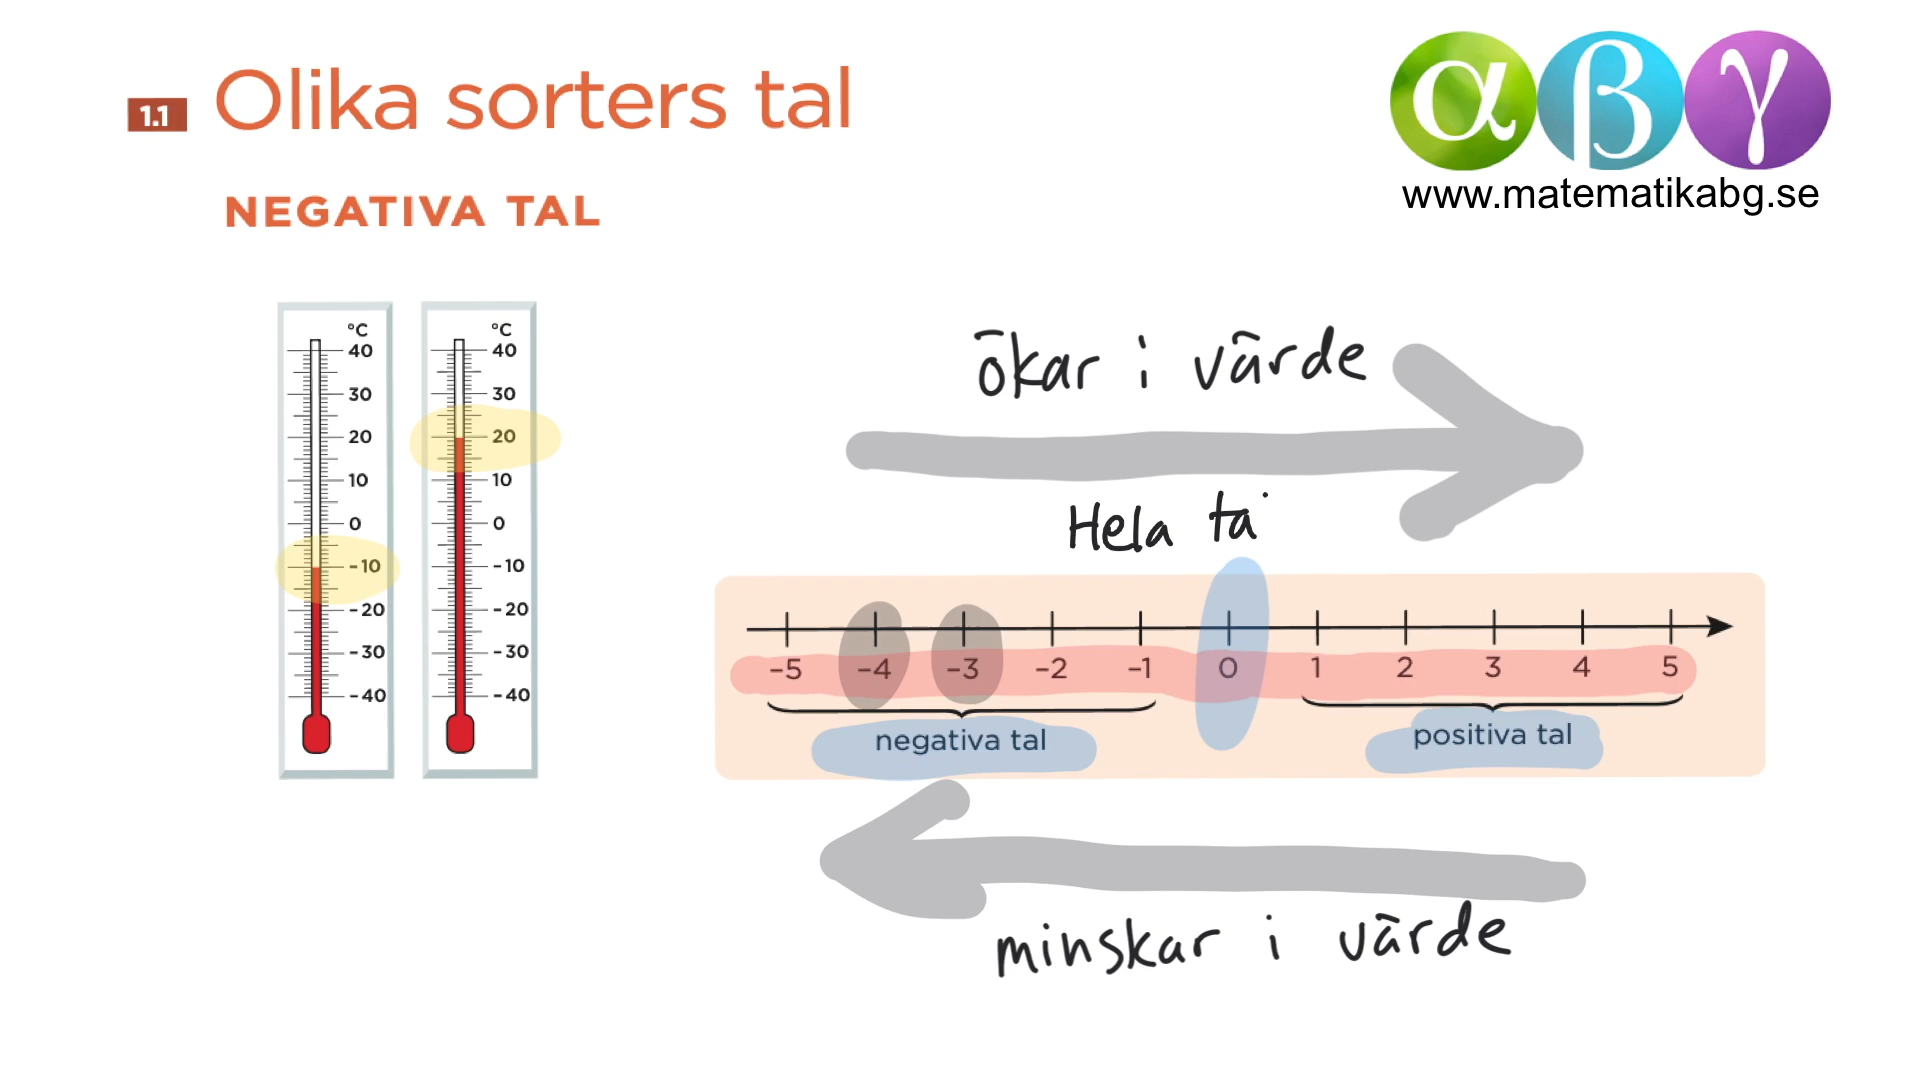 1.1 Olika sorters tal
α β γ
www.matematikabg.se
NEGATIVA TAL
°C
40
30
20
10
0
-10
-20
-30
-40
°C
40
30
20
10
0
-10
-20
-30
-40
ökar i värde
Hela ta
-5 -4 -3 -2 -1 0 1 2 3 4 5
negativa tal
positiva tal
minskar i värde